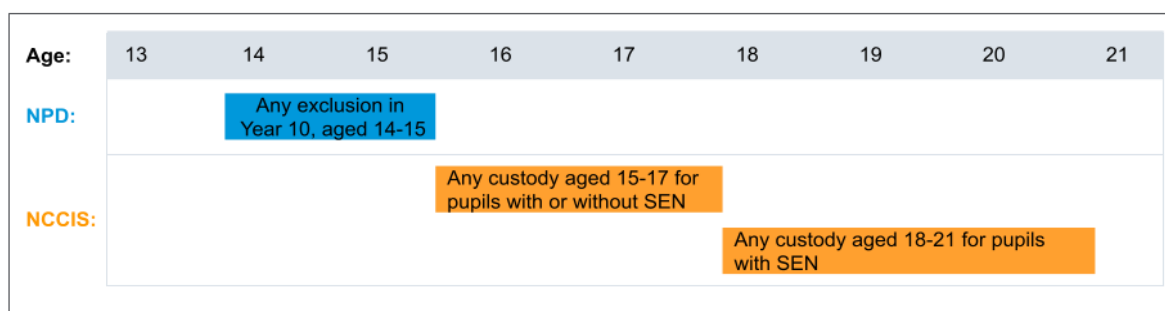 Age: 13 14 15 16 17 18 19 20 21
NPD:
Any exclusion in
Year 10, aged 14-15
NCCIS:
Any custody aged 15-17 for
pupils with or without SEN
Any custody aged 18-21 for pupils
with SEN